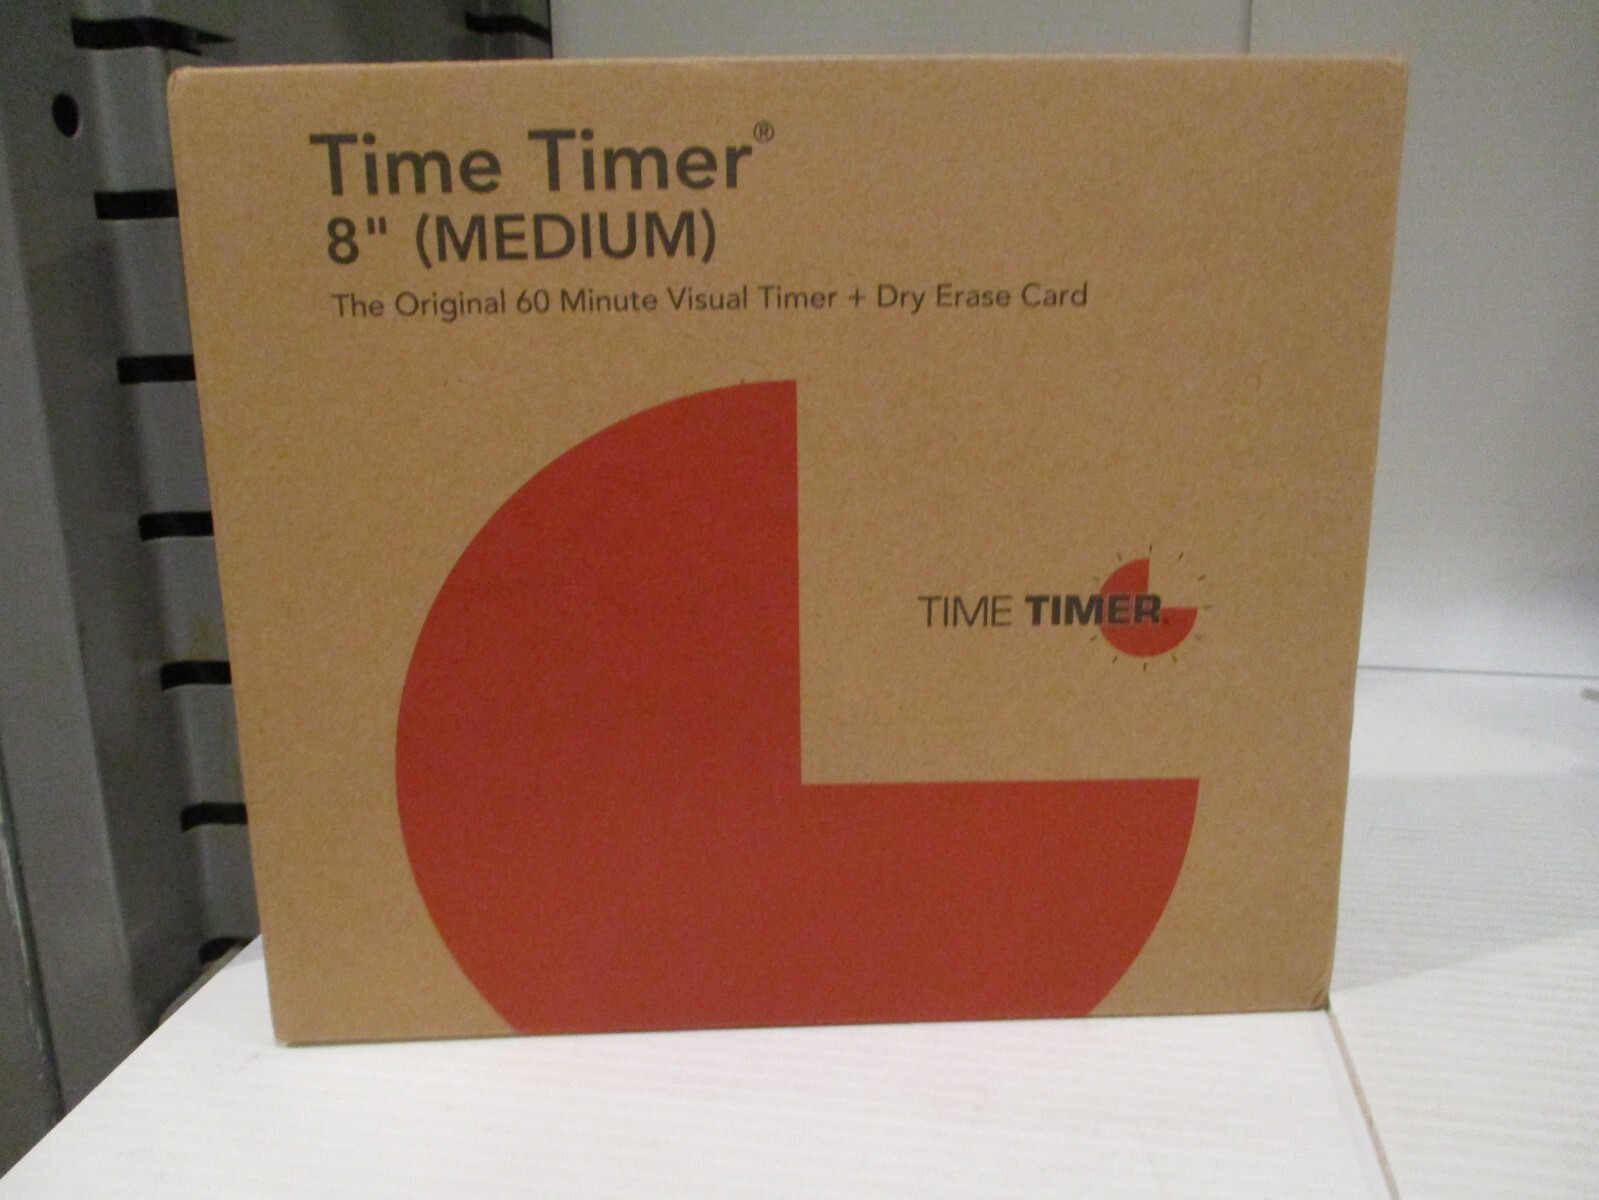 Time Timer®
8" (MEDIUM)
The Original 60 Minute Visual Timer + Dry Erase Card
TIME TIMER